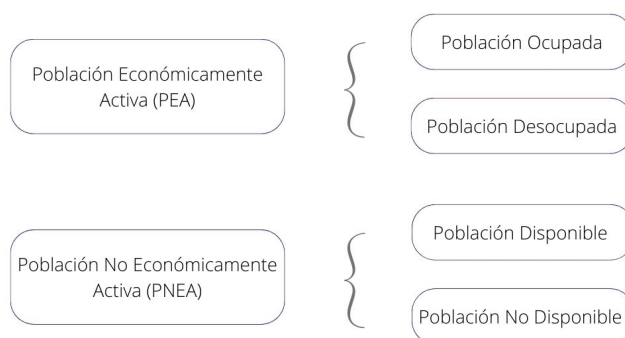 Población Económicamente
Activa (PEA)
Población Ocupada
Población Desocupada
Población No Económicamente
Activa (PNEA)
Población Disponible
Población No Disponible